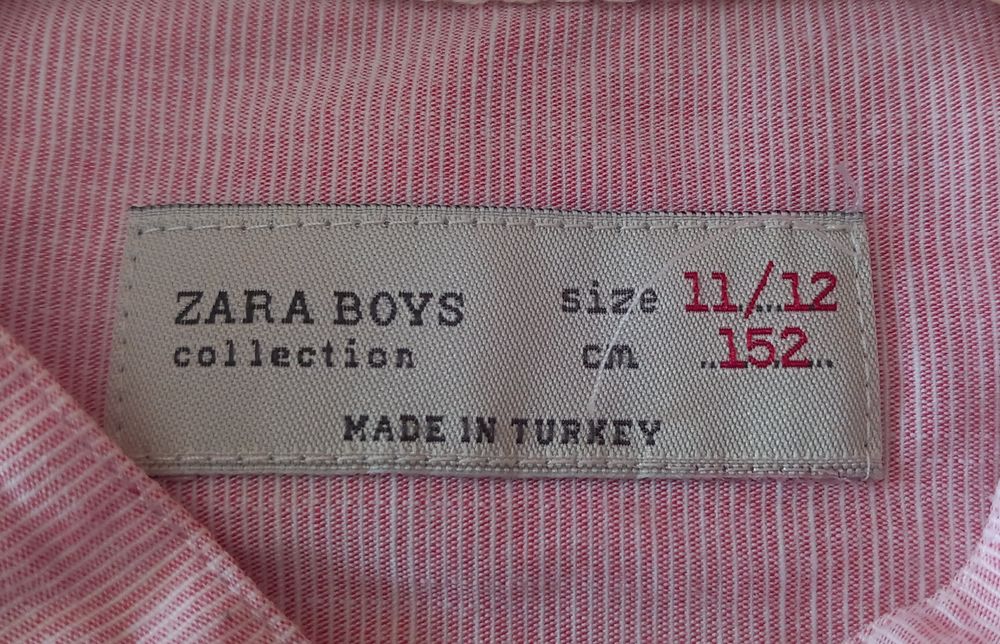 ZARA BOYS size 11/12
collection cm ..152..
MADE IN TURKEY